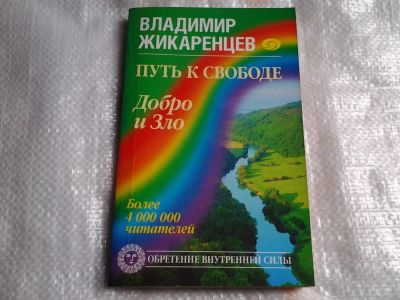 ВЛАДИМИР
ЖИКАРЕНЦЕВ
ПУТЬ К СВОБОДЕ
Добро
и Зло
Более
4 000 000
читателей
ОБРЕТЕНИЕ ВНУТРЕННЕЙ СИЛЫ